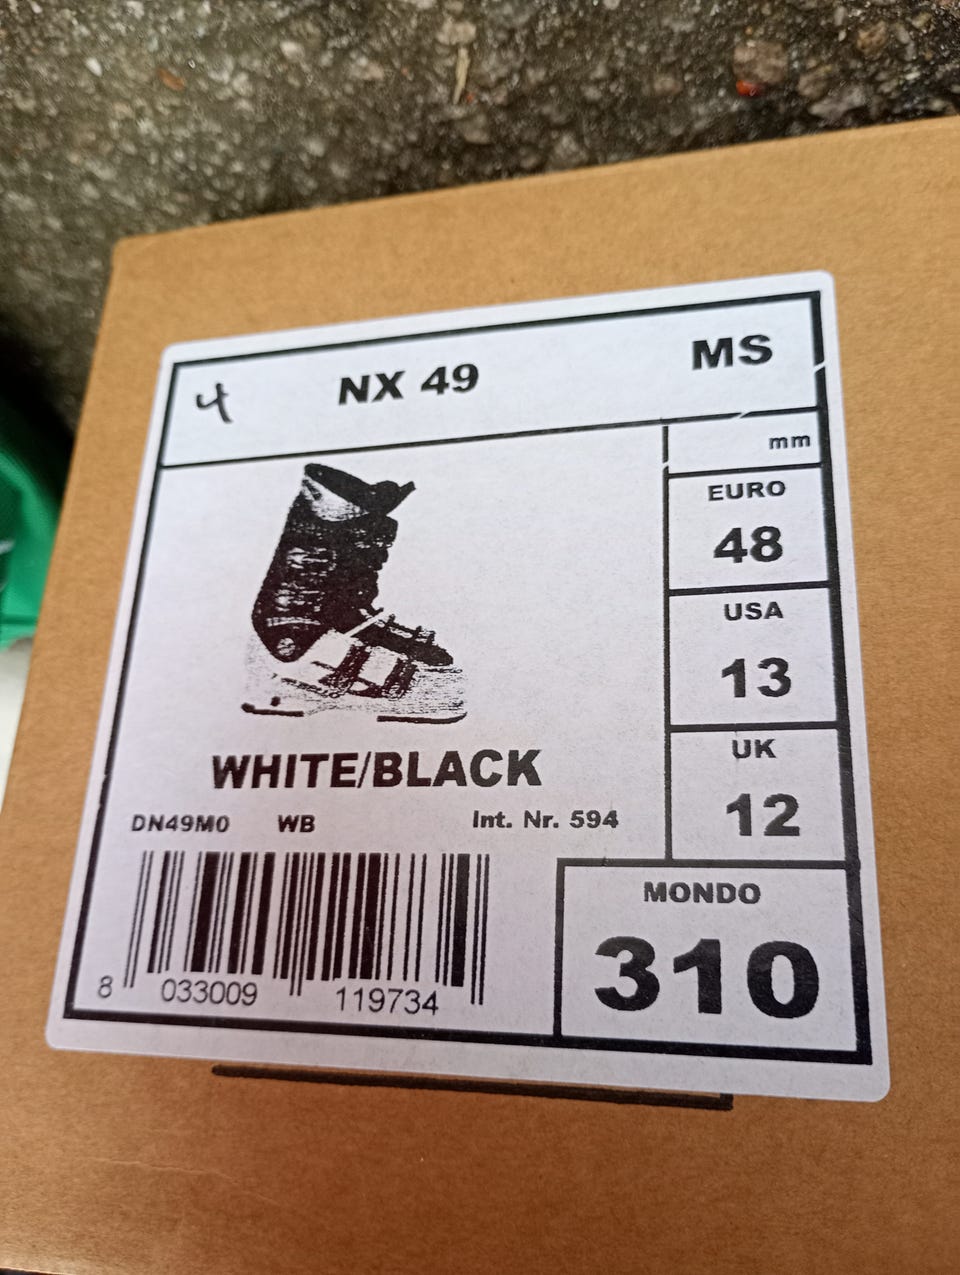 4 NX 49 MS
mm
EURO
48
USA
13
UK
12
WHITE/BLACK
DN49M0 WB Int. Nr. 594
8 033009 119734
MONDO
310